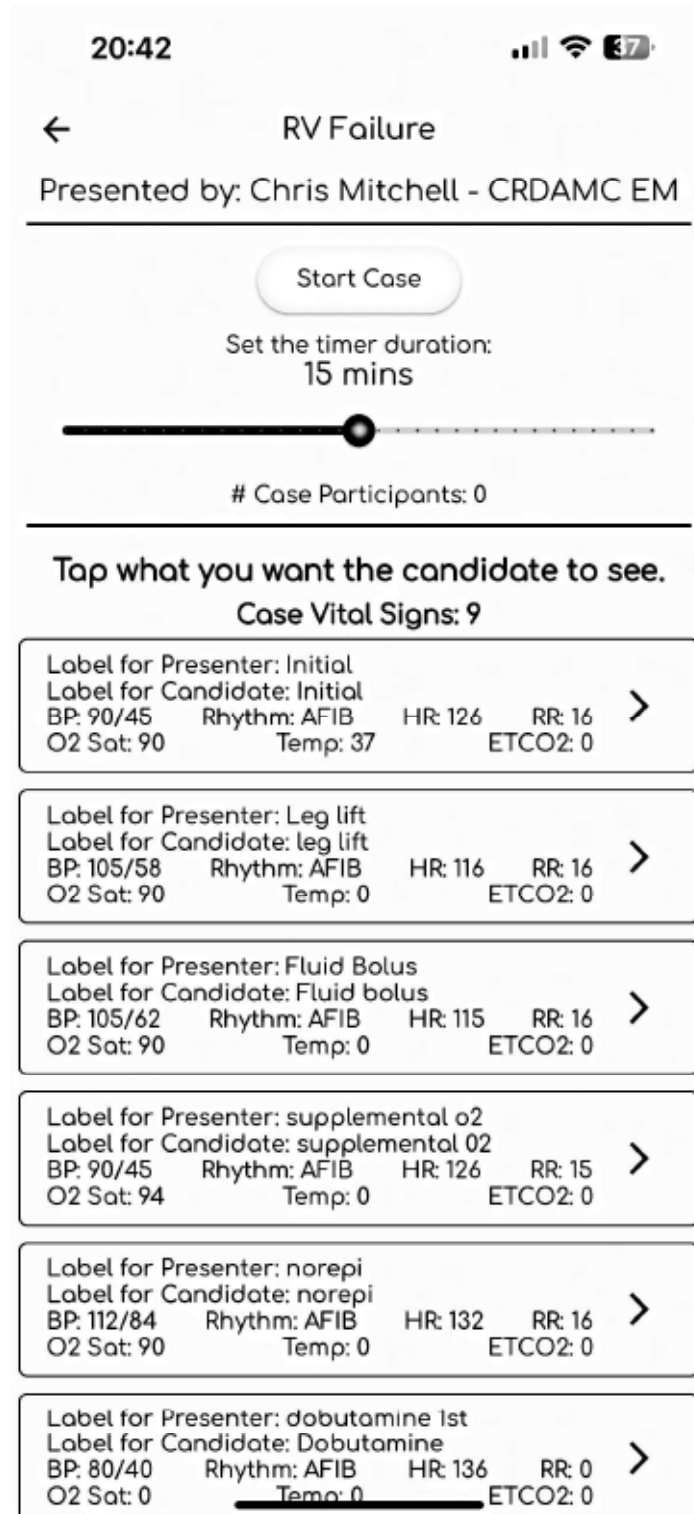 20:42
37
RV Failure
Presented by: Chris Mitchell - CRDAMC EM
Start Case
Set the timer duration:
15 mins
# Case Participants: 0
Tap what you want the candidate to see.
Case Vital Signs: 9
Label for Presenter: Initial
Label for Candidate: Initial
BP: 90/45 Rhythm: AFIB HR: 126 RR: 16
O2 Sat: 90 Temp: 37 ETCO2: 0
Label for Presenter: Leg lift
Label for Candidate: leg lift
BP: 105/58 Rhythm: AFIB HR: 116 RR: 16
O2 Sat: 90 Temp: 0 ETCO2: 0
Label for Presenter: Fluid Bolus
Label for Candidate: Fluid bolus
BP: 105/62 Rhythm: AFIB HR: 115 RR: 16
O2 Sat: 90 Temp: 0 ETCO2: 0
Label for Presenter: supplemental o2
Label for Candidate: supplemental 02
BP: 90/45 Rhythm: AFIB HR: 126 RR: 15
O2 Sat: 94 Temp: 0 ETCO2: 0
Label for Presenter: norepi
Label for Candidate: norepi
BP: 112/84 Rhythm: AFIB HR: 132 RR: 16
O2 Sat: 90 Temp: 0 ETCO2: 0
Label for Presenter: dobutamine 1st
Label for Candidate: Dobutamine
BP: 80/40 Rhythm: AFIB HR: 136 RR: 0
O2 Sat: 0 Temp: 0 ETCO2: 0